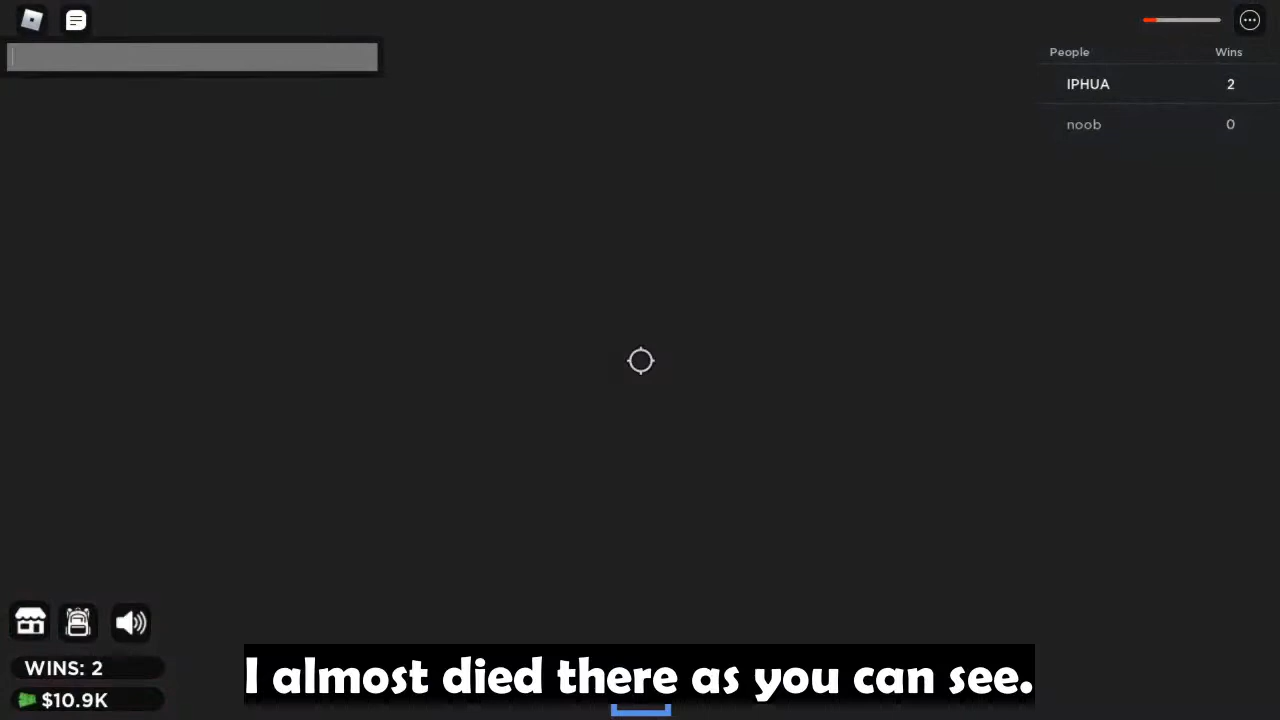 People Wins
IPHUA 2
noob 0
WINS: 2
$10.9K
I almost died there as you can see.